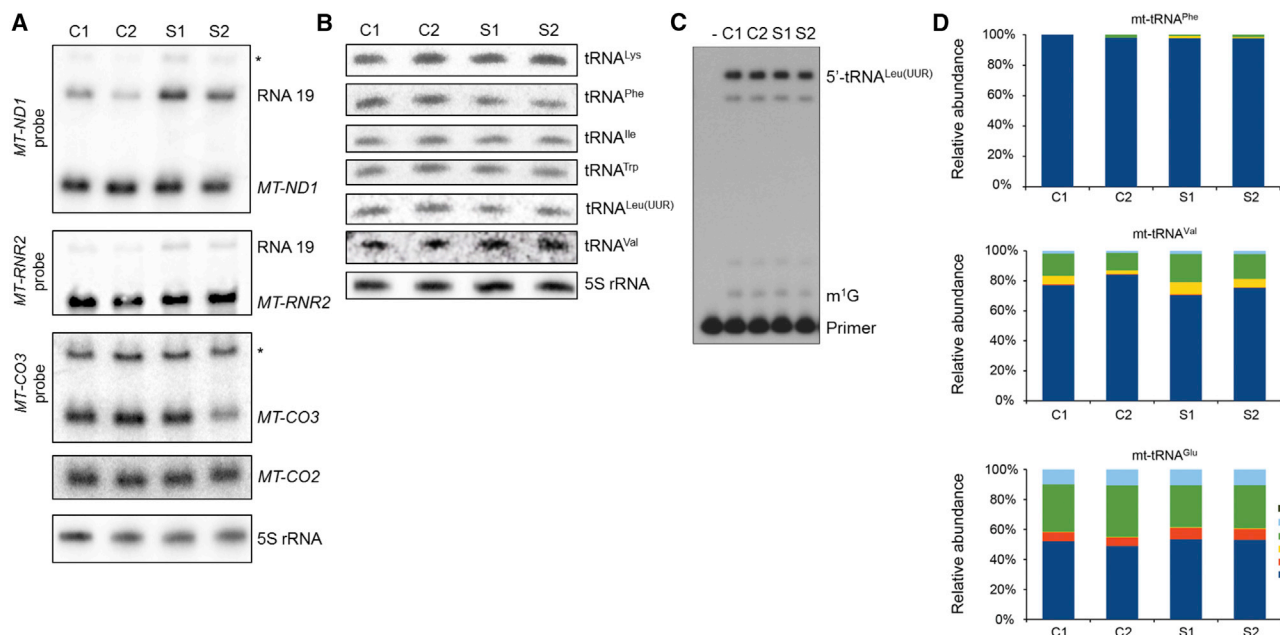 A
C1 C2 S1 S2
MT-ND1 probe
*
RNA 19
MT-ND1
MT-RNR2 probe
RNA 19
MT-RNR2
MT-CO3 probe
*
MT-CO3
MT-CO2
5S rRNA
B
C1 C2 S1 S2
tRNALys
tRNAPhe
tRNAIle
tRNATrp
tRNALeu(UUR)
tRNAVal
5S rRNA
C
- C1 C2 S1 S2
5'-tRNALeu(UUR)
m1G
Primer
D
mt-tRNAPhe
Relative abundance
100%
80%
60%
40%
20%
0%
C1 C2 S1 S2
mt-tRNAVal
Relative abundance
100%
80%
60%
40%
20%
0%
C1 C2 S1 S2
mt-tRNAGlu
Relative abundance
100%
80%
60%
40%
20%
0%
C1 C2 S1 S2